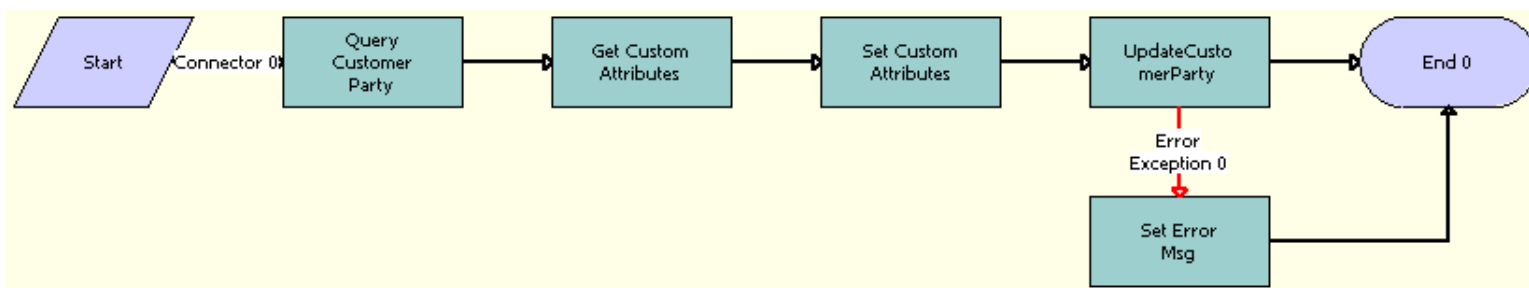 Start
Connector 0
Query
Customer
Party
Get Custom
Attributes
Set Custom
Attributes
UpdateCusto
merParty
End 0
Error
Exception 0
Set Error
Msg